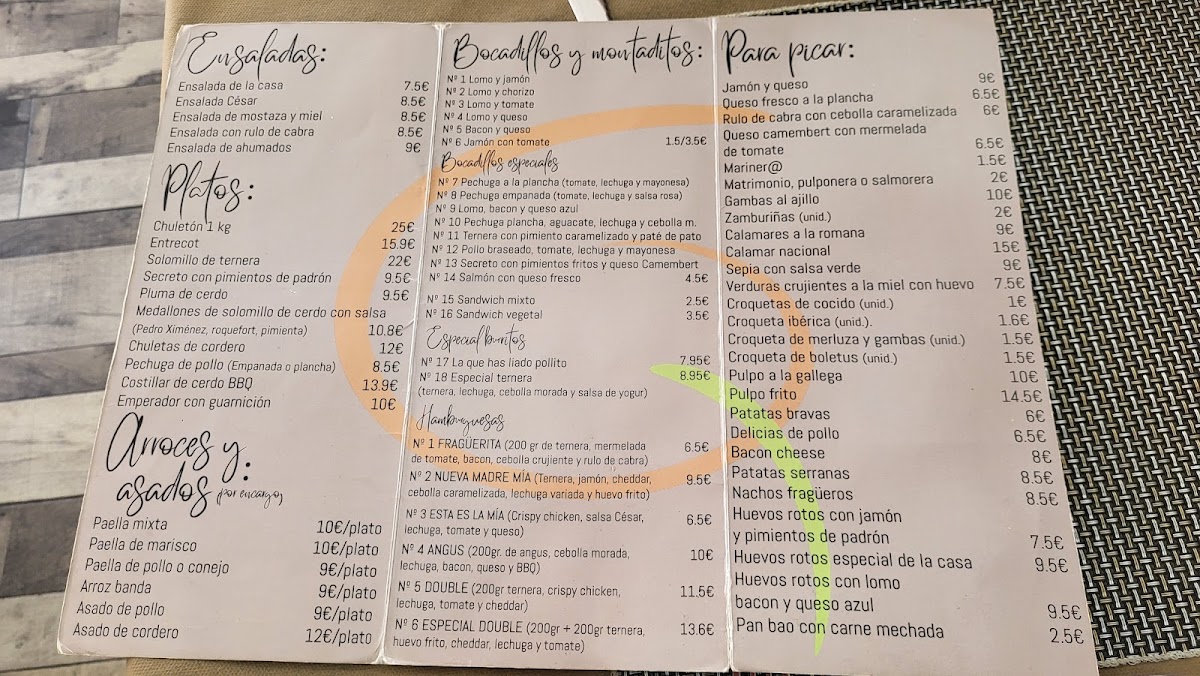 Ensaladas:
Ensalada de la casa 7.5€
Ensalada César 8.5€
Ensalada de mostaza y miel 8.5€
Ensalada con rulo de cabra 8.5€
Ensalada de ahumados 9€
Platos:
Chuletón 1 kg 25€
Entrecot 15.9€
Solomillo de ternera 22€
Secreto con pimientos de padrón 9.5€
Pluma de cerdo 9.5€
Medallones de solomillo de cerdo con salsa
(Pedro Ximénez, roquefort, pimienta) 10.8€
Chuletas de cordero 12€
Pechuga de pollo (Empanada o plancha) 8.5€
Costillar de cerdo BBQ 13.9€
Emperador con guarnición 10€
Arroces y
asados: (por encargo)
Paella mixta 10€/plato
Paella de marisco 10€/plato
Paella de pollo o conejo 9€/plato
Arroz banda 9€/plato
Asado de pollo 9€/plato
Asado de cordero 12€/plato
Bocadillos y montaditos:
Nº 1 Lomo y jamón
Nº 2 Lomo y chorizo
Nº 3 Lomo y tomate
Nº 4 Lomo y queso
Nº 5 Bacon y queso
Nº 6 Jamón con tomate 1.5/3.5€
Bocadillos especiales
Nº 7 Pechuga a la plancha (tomate, lechuga y mayonesa)
Nº 8 Pechuga empanada (tomate, lechuga y salsa rosa)
Nº 9 Lomo, bacon y queso azul
Nº 10 Pechuga plancha, aguacate, lechuga y cebolla m.
Nº 11 Ternera con pimiento caramelizado y paté de pato
Nº 12 Pollo braseado, tomate, lechuga y mayonesa
Nº 13 Secreto con pimientos fritos y queso Camembert
Nº 14 Salmón con queso fresco 4.5€
Nº 15 Sandwich mixto 2.5€
Nº 16 Sandwich vegetal 3.5€
Especial burritos
Nº 17 La que has liado pollito 7.95€
Nº 18 Especial ternera 8.95€
(ternera, lechuga, cebolla morada y salsa de yogur)
Hamburguesas
Nº 1 FRAGÜERITA (200 gr de ternera, mermelada 6.5€
de tomate, bacon, cebolla crujiente y rulo de cabra)
Nº 2 NUEVA MADRE MÍA (Ternera, jamón, cheddar, 9.5€
cebolla caramelizada, lechuga variada y huevo frito)
Nº 3 ESTA ES LA MÍA (Crispy chicken, salsa César, 6.5€
lechuga, tomate y queso)
Nº 4 ANGUS (200gr. de angus, cebolla morada, 10€
lechuga, bacon, queso y BBQ)
Nº 5 DOUBLE (200gr ternera, crispy chicken, 11.5€
lechuga, tomate y cheddar)
Nº 6 ESPECIAL DOUBLE (200gr + 200gr ternera, 13.6€
huevo frito, cheddar, lechuga y tomate)
Para picar:
Jamón y queso 9€
Queso fresco a la plancha 6.5€
Rulo de cabra con cebolla caramelizada 6€
Queso camembert con mermelada
de tomate 6.5€
Mariner@ 1.5€
Matrimonio, pulponera o salmorera 2€
Gambas al ajillo 10€
Zamburiñas (unid.) 2€
Calamares a la romana 9€
Calamar nacional 15€
Sepia con salsa verde 9€
Verduras crujientes a la miel con huevo 7.5€
Croquetas de cocido (unid.) 1€
Croqueta ibérica (unid.). 1.6€
Croqueta de merluza y gambas (unid.) 1.5€
Croqueta de boletus (unid.) 1.5€
Pulpo a la gallega 10€
Pulpo frito 14.5€
Patatas bravas 6€
Delicias de pollo 6.5€
Bacon cheese 8€
Patatas serranas 8.5€
Nachos fragüeros 8.5€
Huevos rotos con jamón
y pimientos de padrón 7.5€
Huevos rotos especial de la casa 9.5€
Huevos rotos con lomo
bacon y queso azul 9.5€
Pan bao con carne mechada 2.5€